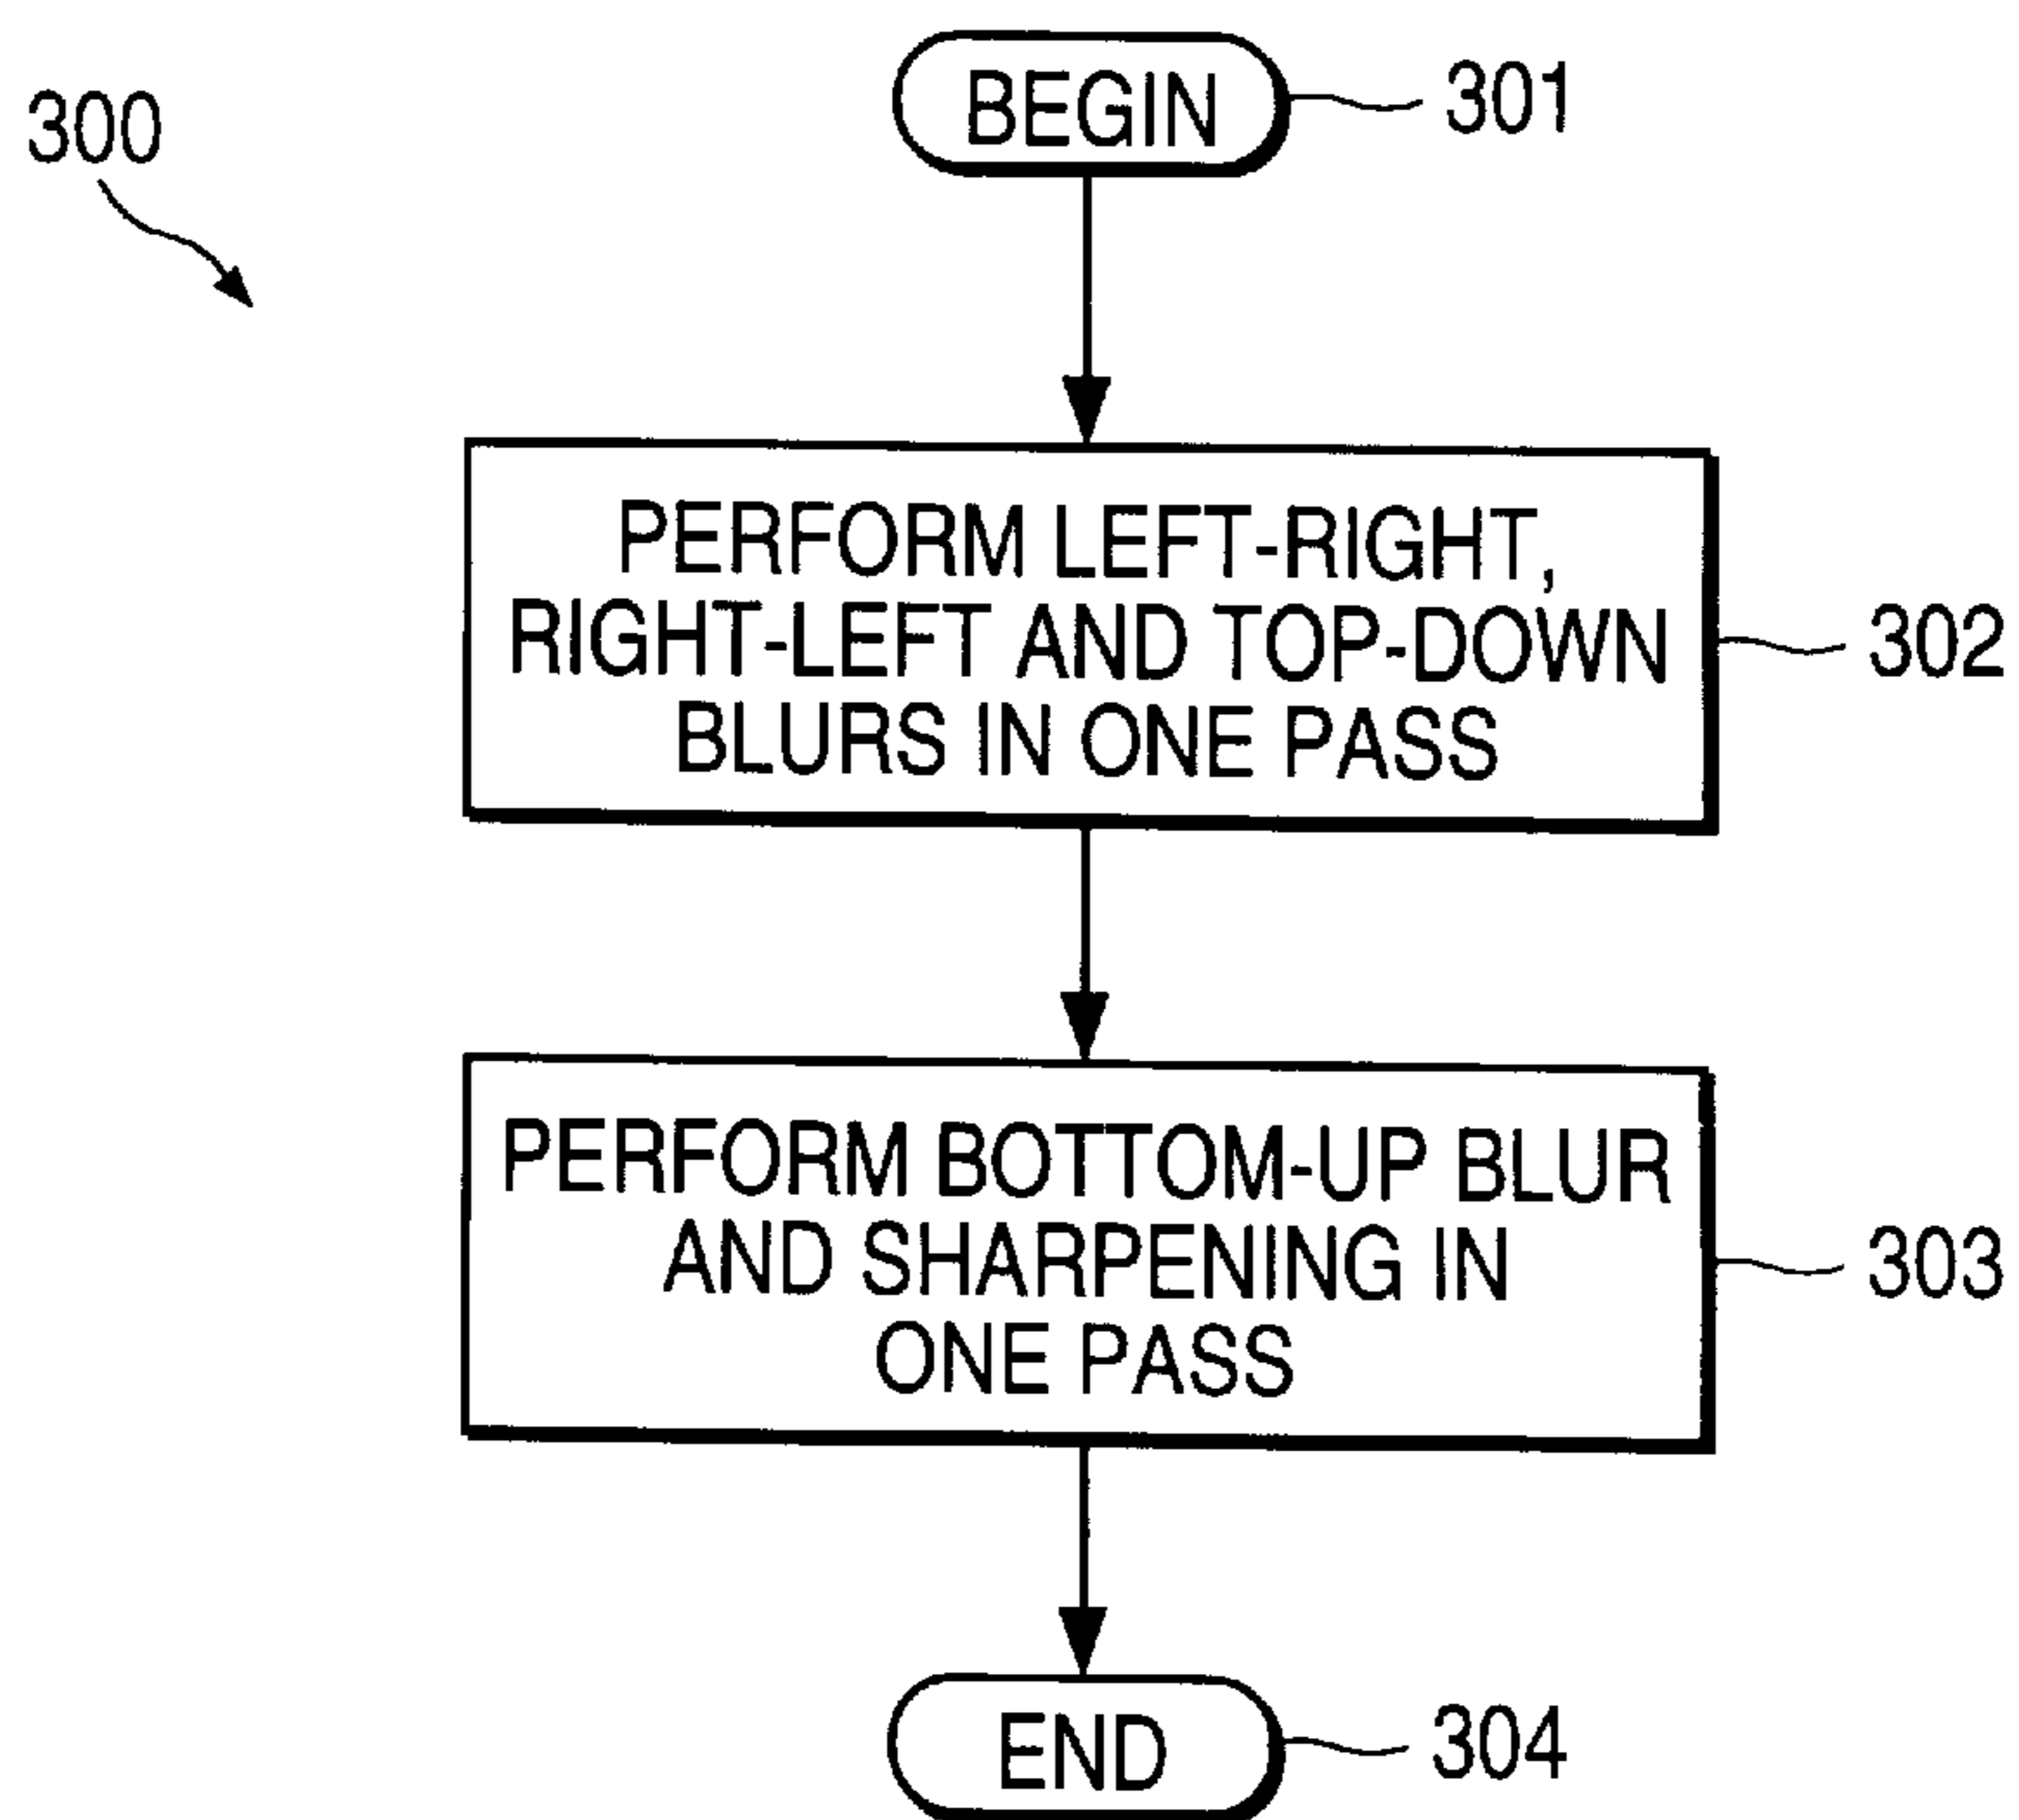 300
BEGIN
301
PERFORM LEFT-RIGHT,
RIGHT-LEFT AND TOP-DOWN
BLURS IN ONE PASS
302
PERFORM BOTTOM-UP BLUR
AND SHARPENING IN
ONE PASS
303
END
304